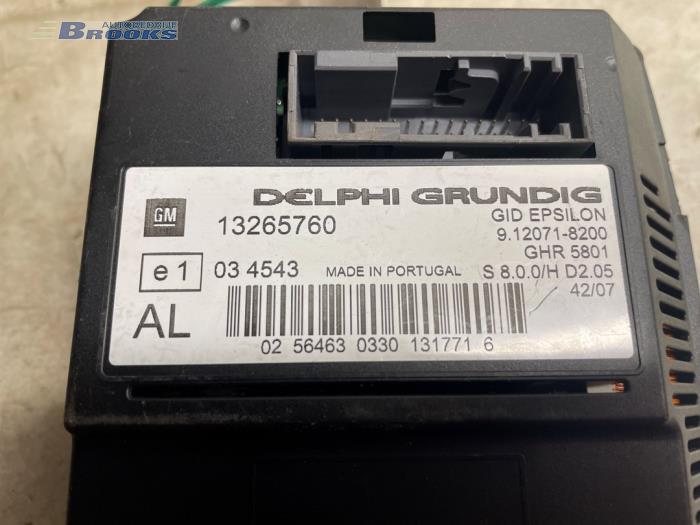 AUTOBEDRIJF
BROOKS
GM
DELPHI GRUNDIG
13265760
GID EPSILON
9.12071-8200
GHR 5801
e1
03 4543
MADE IN PORTUGAL
S 8.0.0/H D2.05
42/07
AL
02 56463 0330 131771 6